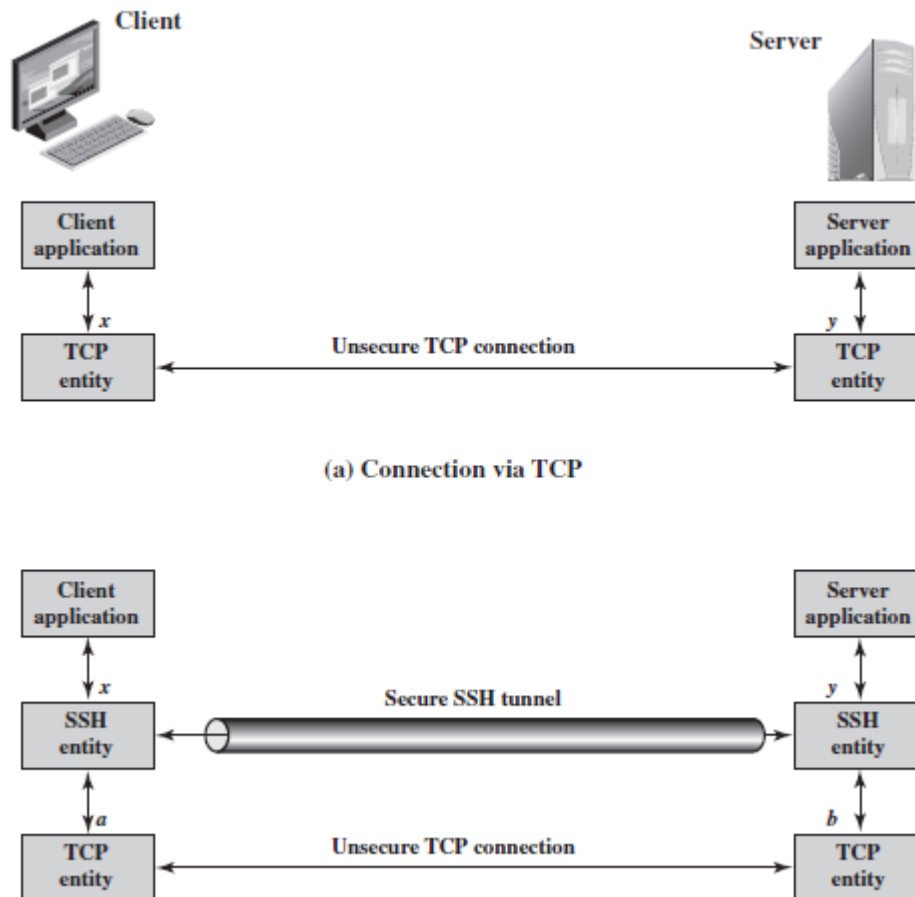 Client
Server
Client
application
Server
application
x
y
TCP
entity
Unsecure TCP connection
TCP
entity
(a) Connection via TCP
Client
application
Server
application
x
y
SSH
entity
Secure SSH tunnel
SSH
entity
a
b
TCP
entity
Unsecure TCP connection
TCP
entity